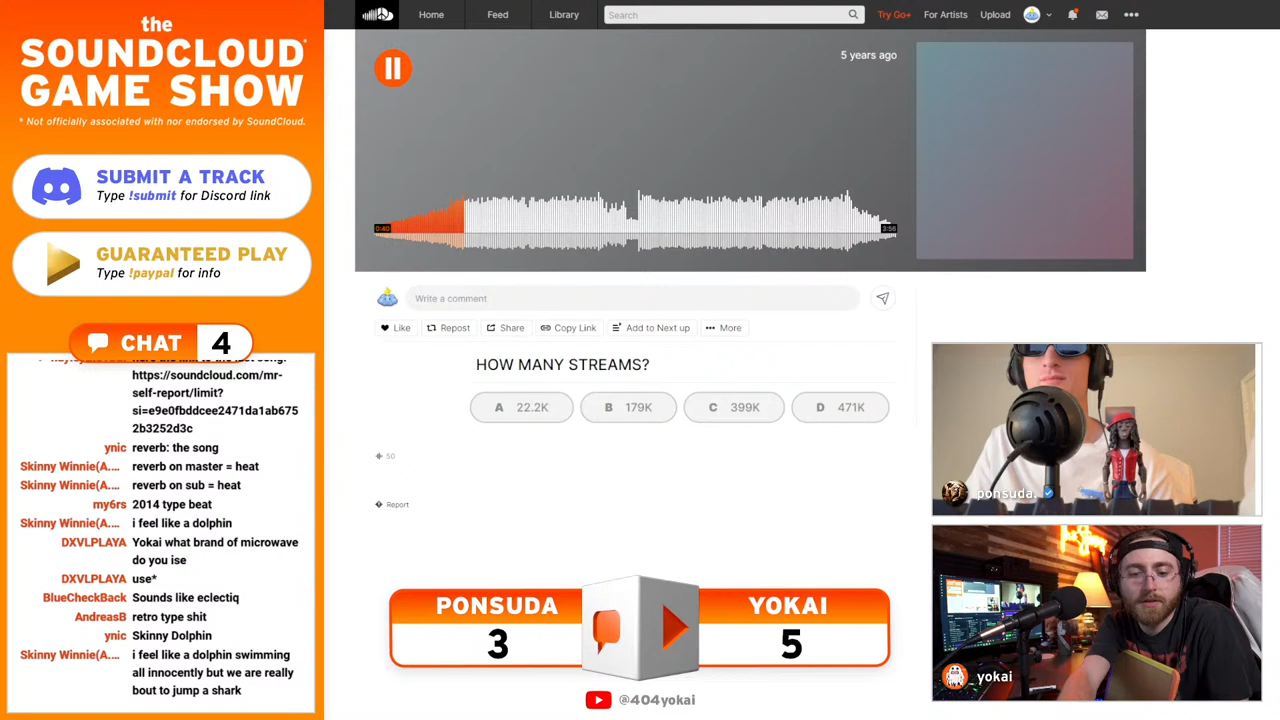 the
SOUNDCLOUD
GAME SHOW
* Not officially associated with nor endorsed by SoundCloud.
SUBMIT A TRACK
Type !submit for Discord link
GUARANTEED PLAY
Type !paypal for info
CHAT 4
https://soundcloud.com/mr-
self-report/limit?
si=e9e0fbddcee2471da1ab675
2b3252d3c
ynic reverb: the song
Skinny Winnie(A.... reverb on master = heat
Skinny Winnie(A.... reverb on sub = heat
my6rs 2014 type beat
Skinny Winnie(A.... i feel like a dolphin
DXVLPLAYA Yokai what brand of microwave
do you ise
DXVLPLAYA use*
BlueCheckBack Sounds like eclectiq
AndreasB retro type shit
ynic Skinny Dolphin
Skinny Winnie(A.... i feel like a dolphin swimming
all innocently but we are really
bout to jump a shark
Home Feed Library Search Try Go+ For Artists Upload
5 years ago
0:40 3:56
Write a comment
Like Repost Share Copy Link Add to Next up More
HOW MANY STREAMS?
A 22.2K B 179K C 399K D 471K
50
Report
ponsuda.
yokai
PONSUDA YOKAI
3 5
@404yokai